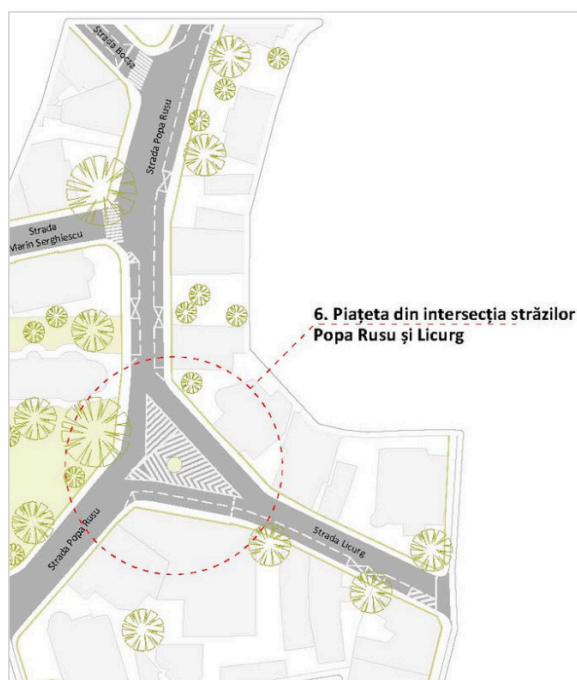 Strada Bocșa
Strada Popa Rusu
Strada
Marin Serghiescu
6. Piațeta din intersecția străzilor
Popa Rusu și Licurg
Strada Popa Rusu
Strada Licurg